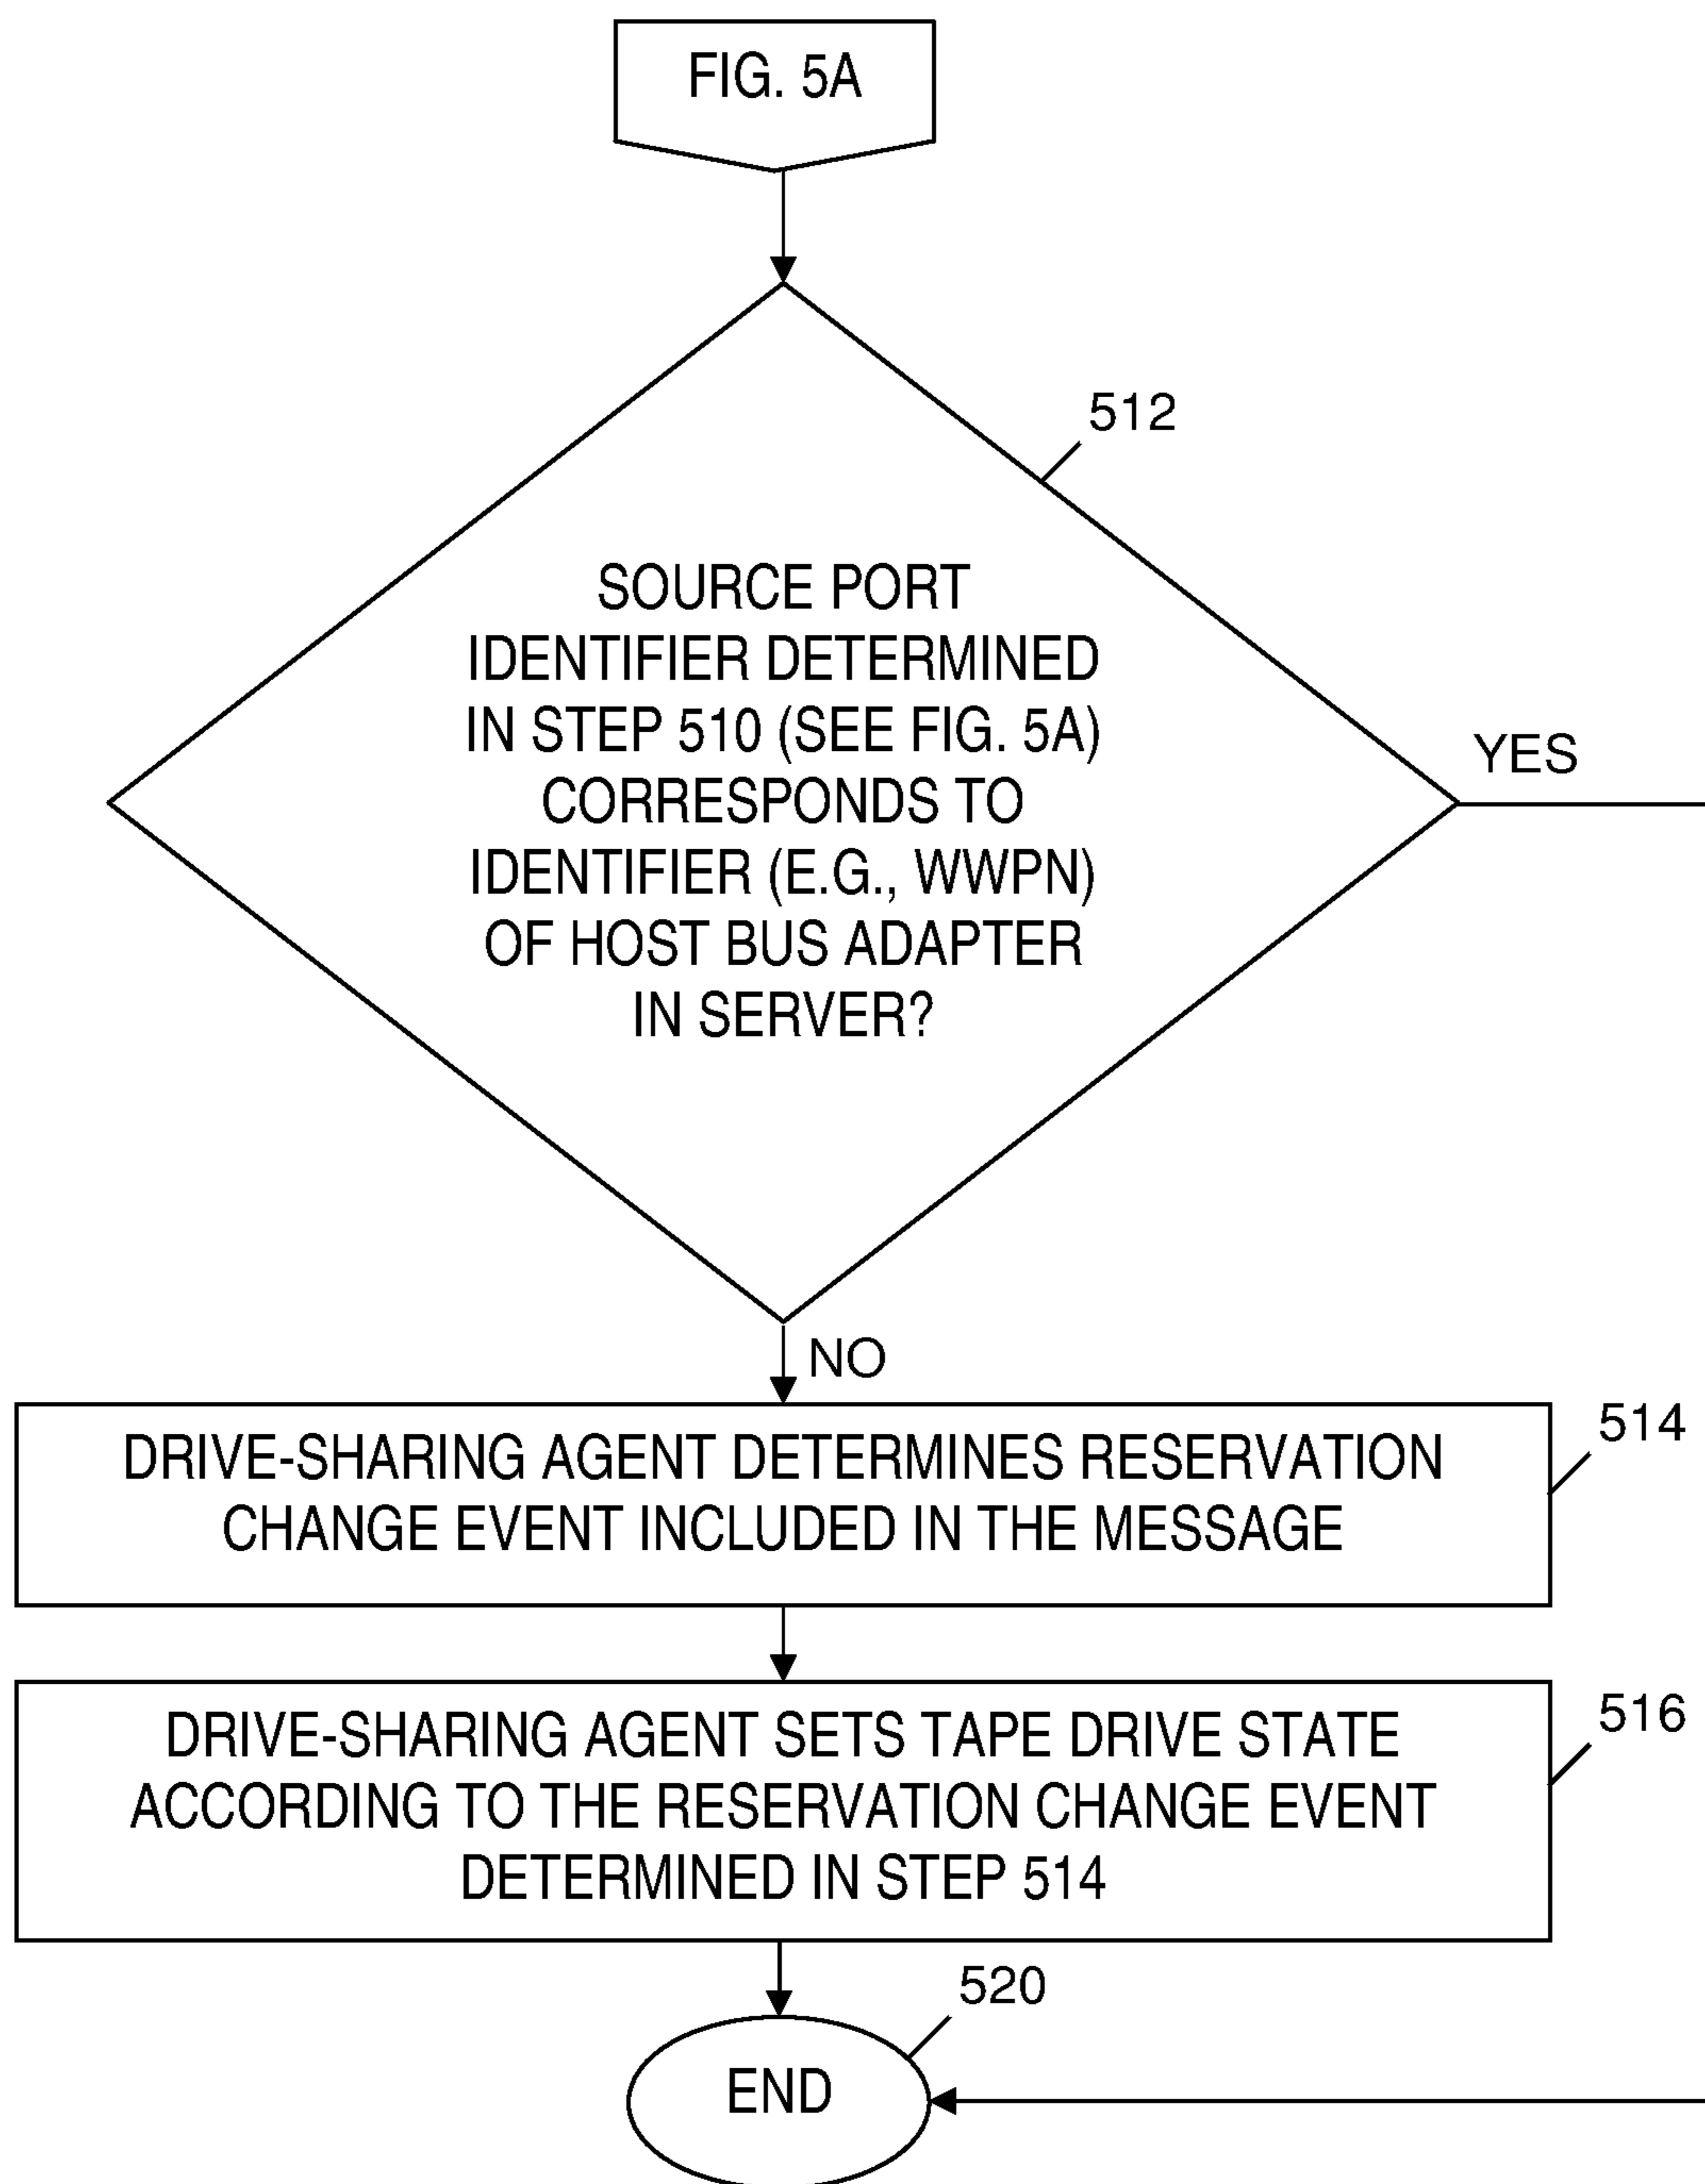 FIG. 5A
512
SOURCE PORT
IDENTIFIER DETERMINED
IN STEP 510 (SEE FIG. 5A)
CORRESPONDS TO
IDENTIFIER (E.G., WWPN)
OF HOST BUS ADAPTER
IN SERVER?
YES
NO
514
DRIVE-SHARING AGENT DETERMINES RESERVATION
CHANGE EVENT INCLUDED IN THE MESSAGE
516
DRIVE-SHARING AGENT SETS TAPE DRIVE STATE
ACCORDING TO THE RESERVATION CHANGE EVENT
DETERMINED IN STEP 514
520
END